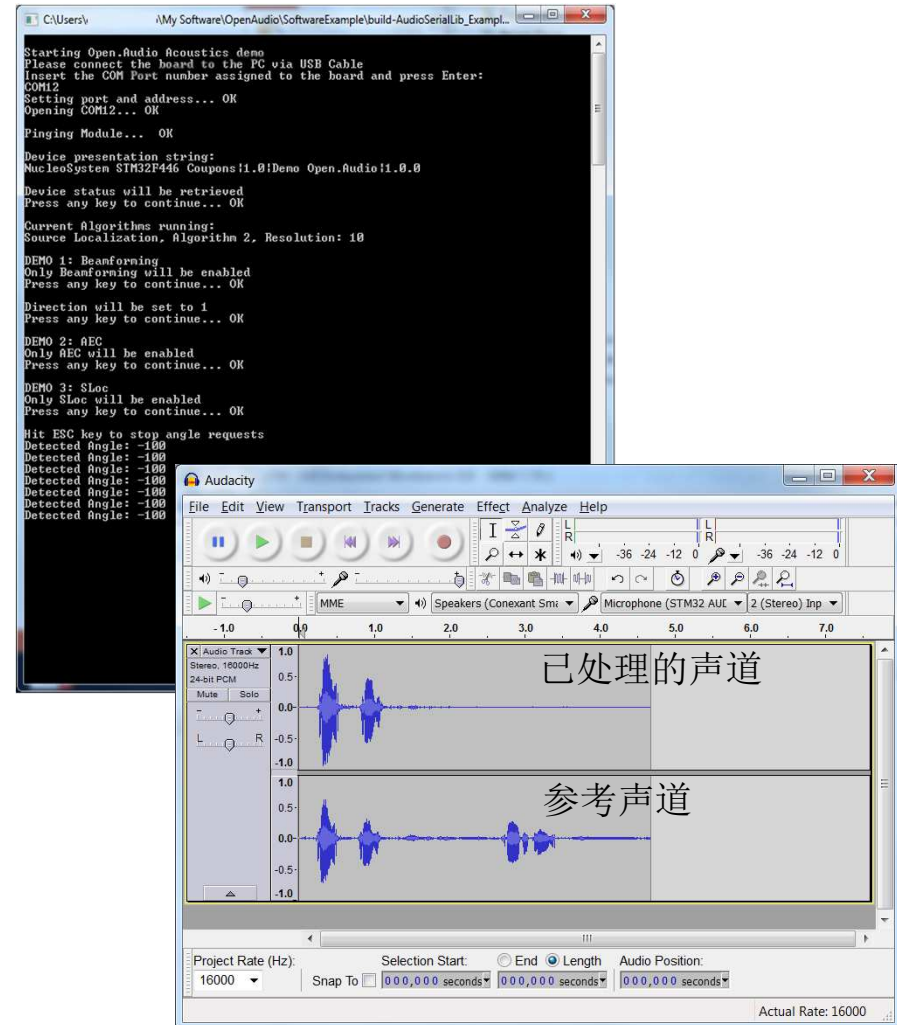 C:\Users\ \My Software\OpenAudio\SoftwareExample\build-AudioSerialLib_Exampl...
Starting Open.Audio Acoustics demo
Please connect the board to the PC via USB Cable
Insert the COM Port number assigned to the board and press Enter:
COM12
Setting port and address... OK
Opening COM12... OK
Pinging Module... OK
Device presentation string:
NucleoSystem STM32F446 Coupons|1.0|Demo Open.Audio|1.0.0
Device status will be retrieved
Press any key to continue... OK
Current Algorithms running:
Source Localization, Algorithm 2, Resolution: 10
DEMO 1: Beamforming
Only Beamforming will be enabled
Press any key to continue... OK
Direction will be set to 1
Press any key to continue... OK
DEMO 2: AEC
Only AEC will be enabled
Press any key to continue... OK
DEMO 3: SLoc
Only SLoc will be enabled
Press any key to continue... OK
Hit ESC key to stop angle requests
Detected Angle: -100
Detected Angle: -100
Detected Angle: -100
Detected Angle: -100
Detected Angle: -100
Detected Angle: -100
Detected Angle: -100
Audacity
File Edit View Transport Tracks Generate Effect Analyze Help
L L
R R
-36 -24 -12 0 -36 -24 -12 0
MME Speakers (Conexant Sma Microphone (STM32 AUD 2 (Stereo) Inp
-1.0 0.0 1.0 2.0 3.0 4.0 5.0 6.0 7.0
X Audio Track
Stereo, 16000Hz
24-bit PCM
Mute Solo
- +
L R
1.0
0.5
0.0
-0.5
-1.0
已处理的声道
1.0
0.5
0.0
-0.5
-1.0
参考声道
Project Rate (Hz): Selection Start: End Length Audio Position:
16000 Snap To 000,000 seconds 000,000 seconds 000,000 seconds
Actual Rate: 16000